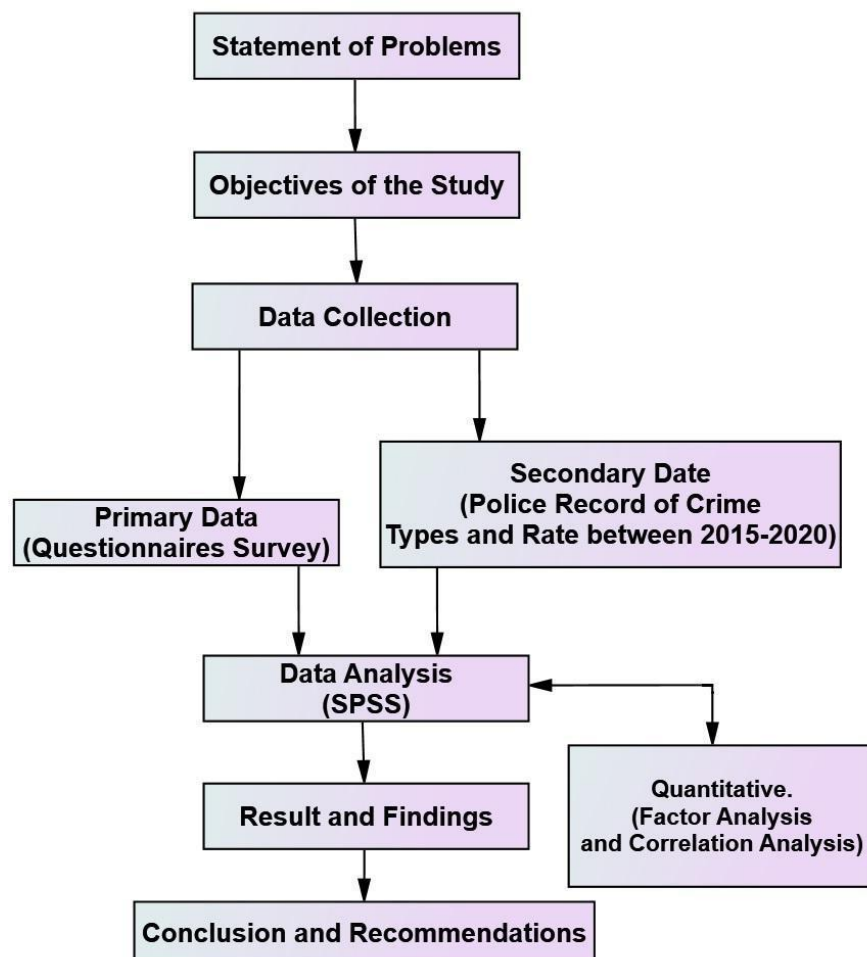 Statement of Problems
Objectives of the Study
Data Collection
Primary Data
(Questionnaires Survey)
Secondary Date
(Police Record of Crime
Types and Rate between 2015-2020)
Data Analysis
(SPSS)
Quantitative.
(Factor Analysis
and Correlation Analysis)
Result and Findings
Conclusion and Recommendations